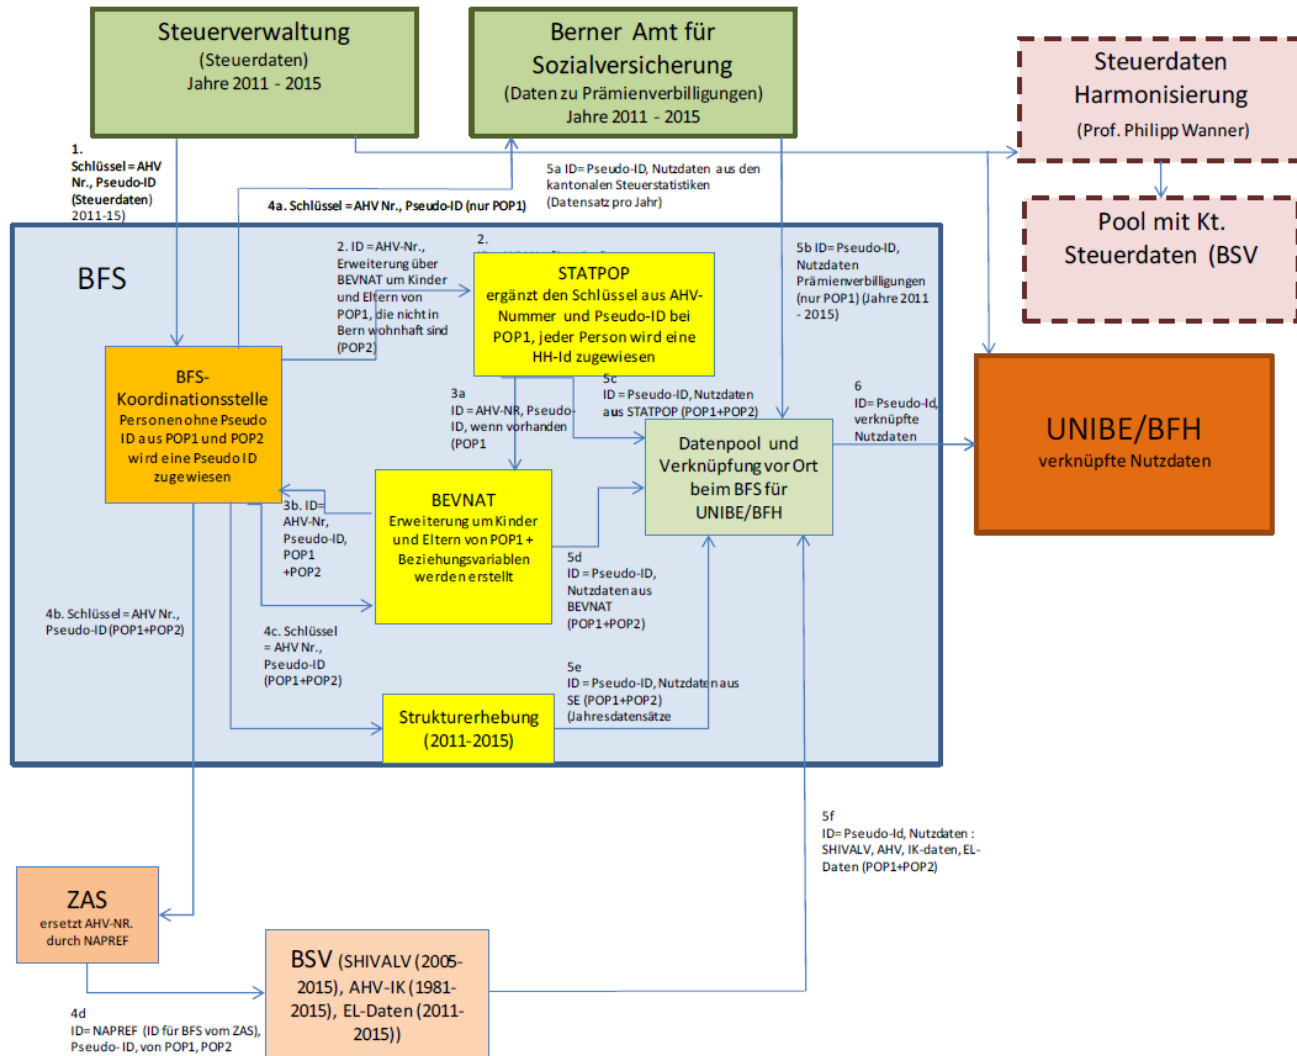 Steuerverwaltung
(Steuerdaten)
Jahre 2011 - 2015
Berner Amt für
Sozialversicherung
(Daten zu Prämienverbilligungen)
Jahre 2011 - 2015
Steuerdaten
Harmonisierung
(Prof. Philipp Wanner)
Pool mit Kt.
Steuerdaten (BSV
1.
Schlüssel = AHV
Nr., Pseudo-ID
(Steuerdaten)
2011-15
4a. Schlüssel = AHV Nr., Pseudo-ID (nur POP1)
5a ID= Pseudo-ID, Nutzdaten aus den
kantonalen Steuerstatistiken
(Datensatz pro Jahr)
BFS
2. ID = AHV-Nr.,
Erweiterung über
BEVNAT um Kinder
und Eltern von
POP1, die nicht in
Bern wohnhaft sind
(POP2)
2.
STATPOP
ergänzt den Schlüssel aus AHV-
Nummer und Pseudo-ID bei
POP1, jeder Person wird eine
HH-Id zugewiesen
5b ID= Pseudo-ID,
Nutzdaten
Prämienverbilligungen
(nur POP1) (Jahre 2011
- 2015)
BFS-
Koordinationsstelle
Personen ohne Pseudo
ID aus POP1 und POP2
wird eine Pseudo ID
zugewiesen
3a
ID = AHV-NR, Pseudo-
ID, wenn vorhanden
(POP1
5c
ID = Pseudo-ID, Nutzdaten
aus STATPOP (POP1+POP2)
6
ID= Pseudo-Id,
verknüpfte
Nutzdaten
Datenpool und
Verknüpfung vor Ort
beim BFS für
UNIBE/BFH
UNIBE/BFH
verknüpfte Nutzdaten
3b. ID=
AHV-Nr,
Pseudo-ID,
POP1
+POP2
BEVNAT
Erweiterung um Kinder
und Eltern von POP1 +
Beziehungsvariablen
werden erstellt
5d
ID = Pseudo-ID,
Nutzdaten aus
BEVNAT
(POP1+POP2)
4b. Schlüssel = AHV Nr.,
Pseudo-ID (POP1+POP2)
4c. Schlüssel
= AHV Nr.,
Pseudo-ID
(POP1+POP2)
5e
ID = Pseudo-ID, Nutzdaten aus
SE (POP1+POP2)
(Jahresdatensätze
Strukturerhebung
(2011-2015)
5f
ID= Pseudo-Id, Nutzdaten :
SHIVALV, AHV, IK-daten, EL-
Daten (POP1+POP2)
ZAS
ersetzt AHV-NR.
durch NAPREF
BSV (SHIVALV (2005-
2015), AHV-IK (1981-
2015), EL-Daten (2011-
2015))
4d
ID= NAPREF (ID für BFS vom ZAS),
Pseudo- ID, von POP1, POP2